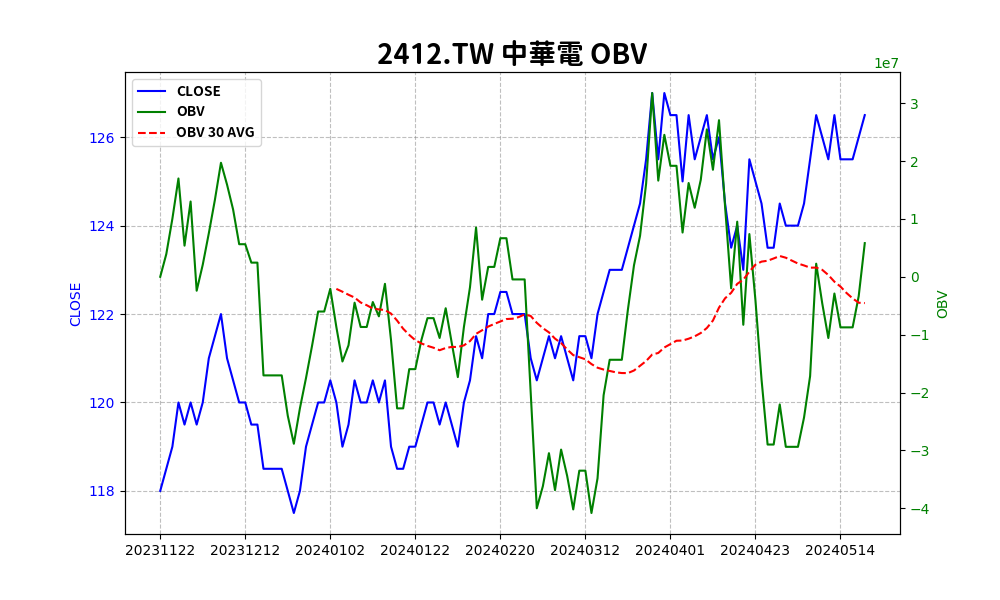 2412.TW 中華電 OBV
1e7
CLOSE
OBV
OBV 30 AVG
126
124
122
120
118
CLOSE
3
2
1
0
−1
−2
−3
−4
OBV
20231122 20231212 20240102 20240122 20240220 20240312 20240401 20240423 20240514